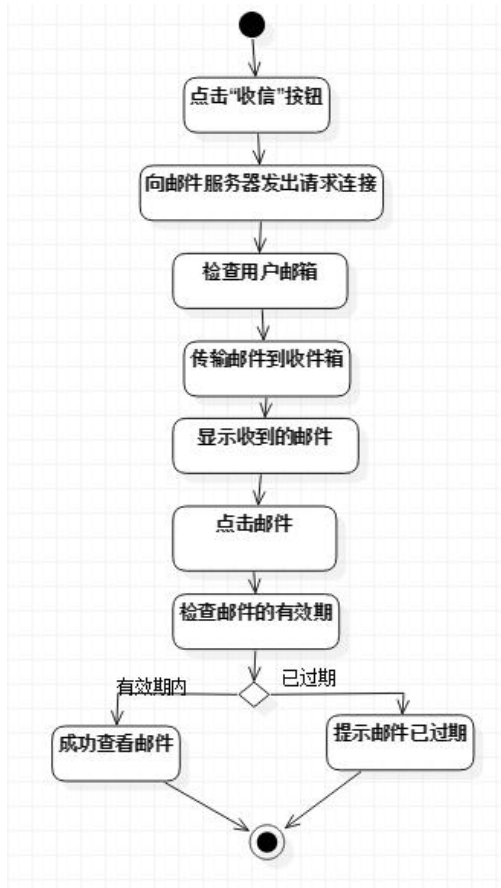 点击“收信”按钮
向邮件服务器发出请求连接
检查用户邮箱
传输邮件到收件箱
显示收到的邮件
点击邮件
检查邮件的有效期
有效期内
已过期
成功查看邮件
提示邮件已过期